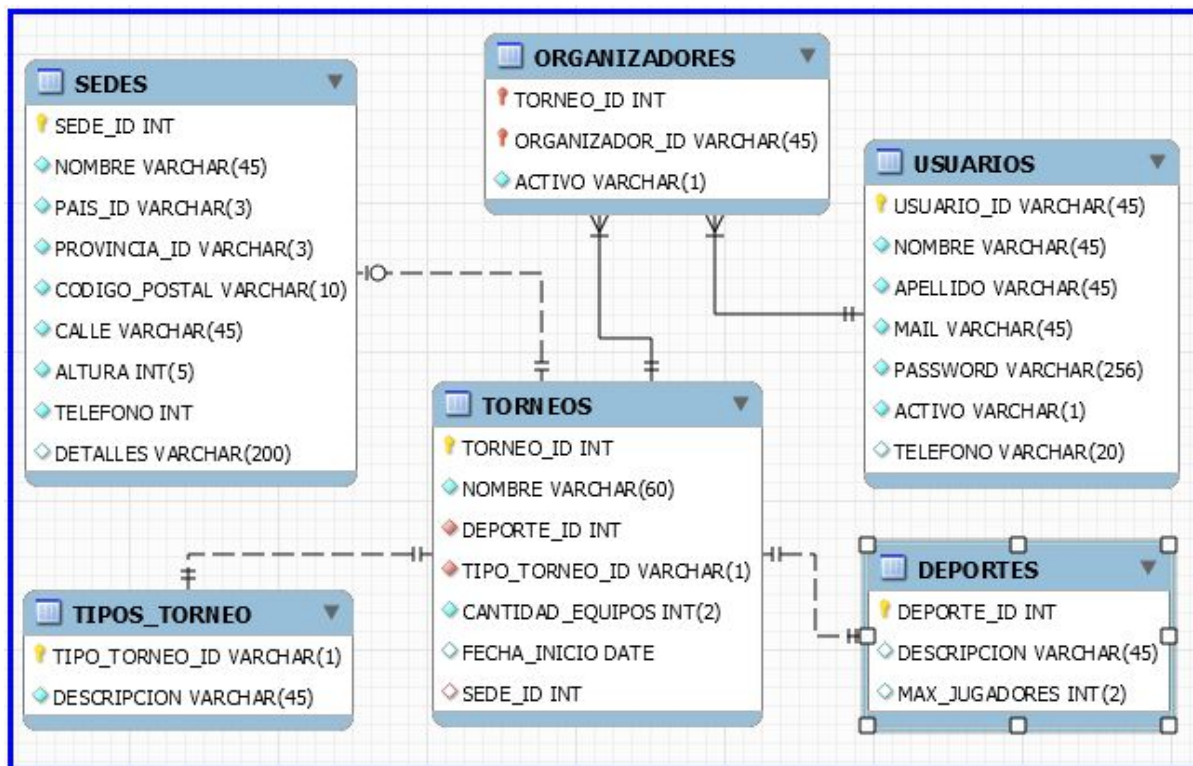 SEDES
SEDE_ID INT
NOMBRE VARCHAR(45)
PAIS_ID VARCHAR(3)
PROVINCIA_ID VARCHAR(3)
CODIGO_POSTAL VARCHAR(10)
CALLE VARCHAR(45)
ALTURA INT(5)
TELEFONO INT
DETALLES VARCHAR(200)
ORGANIZADORES
TORNEO_ID INT
ORGANIZADOR_ID VARCHAR(45)
ACTIVO VARCHAR(1)
USUARIOS
USUARIO_ID VARCHAR(45)
NOMBRE VARCHAR(45)
APELLIDO VARCHAR(45)
MAIL VARCHAR(45)
PASSWORD VARCHAR(256)
ACTIVO VARCHAR(1)
TELEFONO VARCHAR(20)
TORNEOS
TORNEO_ID INT
NOMBRE VARCHAR(60)
DEPORTE_ID INT
TIPO_TORNEO_ID VARCHAR(1)
CANTIDAD_EQUIPOS INT(2)
FECHA_INICIO DATE
SEDE_ID INT
TIPOS_TORNEO
TIPO_TORNEO_ID VARCHAR(1)
DESCRIPCION VARCHAR(45)
DEPORTES
DEPORTE_ID INT
DESCRIPCION VARCHAR(45)
MAX_JUGADORES INT(2)